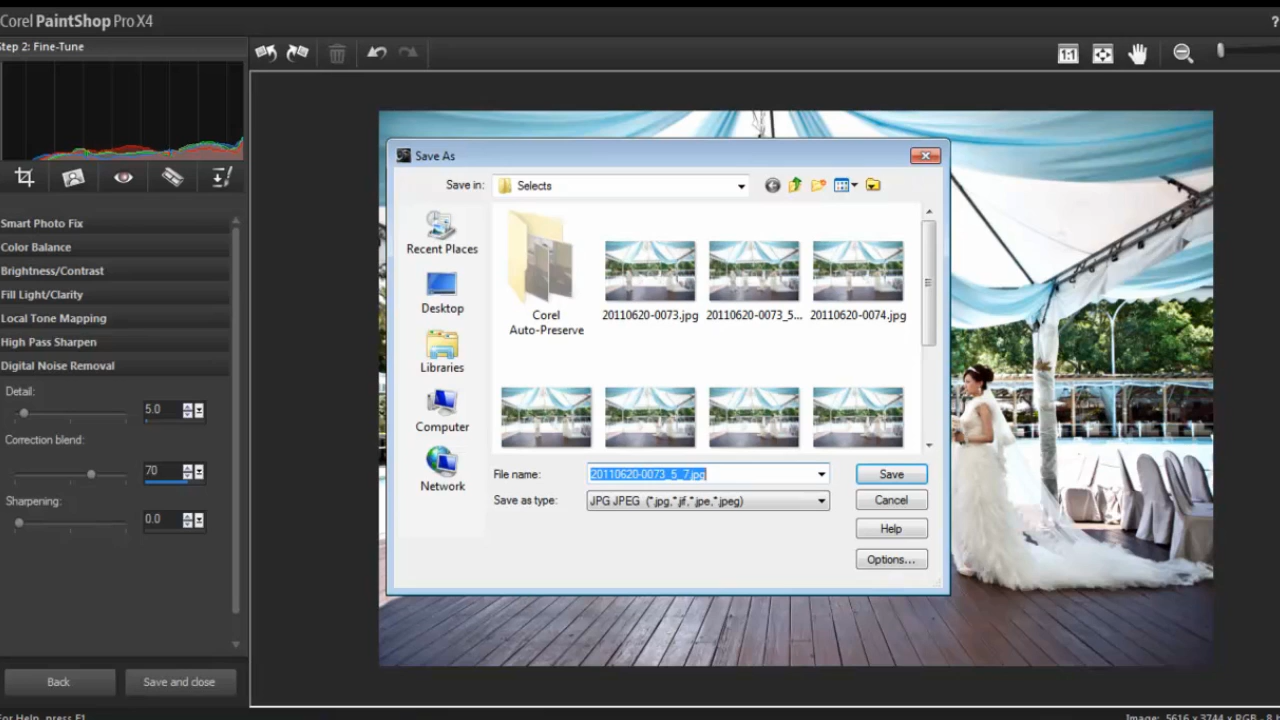 Corel PaintShop Pro X4
?
Step 2: Fine-Tune
1:1
Smart Photo Fix
Color Balance
Brightness/Contrast
Fill Light/Clarity
Local Tone Mapping
High Pass Sharpen
Digital Noise Removal
Detail:
5.0
Correction blend:
70
Sharpening:
0.0
Back
Save and close
For Help, press F1
Save As
Save in:
Selects
Recent Places
Desktop
Libraries
Computer
Network
Corel
Auto-Preserve
20110620-0073.jpg
20110620-0073_5...
20110620-0074.jpg
File name:
20110620-0073_5_7.jpg
Save
Save as type:
JPG JPEG (*.jpg,*.jif,*.jpe,*.jpeg)
Cancel
Help
Options...
Image: 5616 x 3744 x RGB - 8